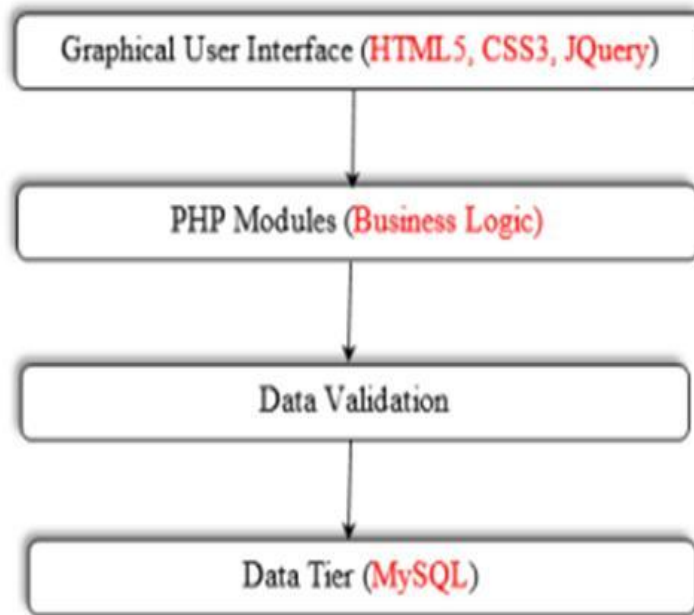 Graphical User Interface (HTML5, CSS3, JQuery)
PHP Modules (Business Logic)
Data Validation
Data Tier (MySQL)